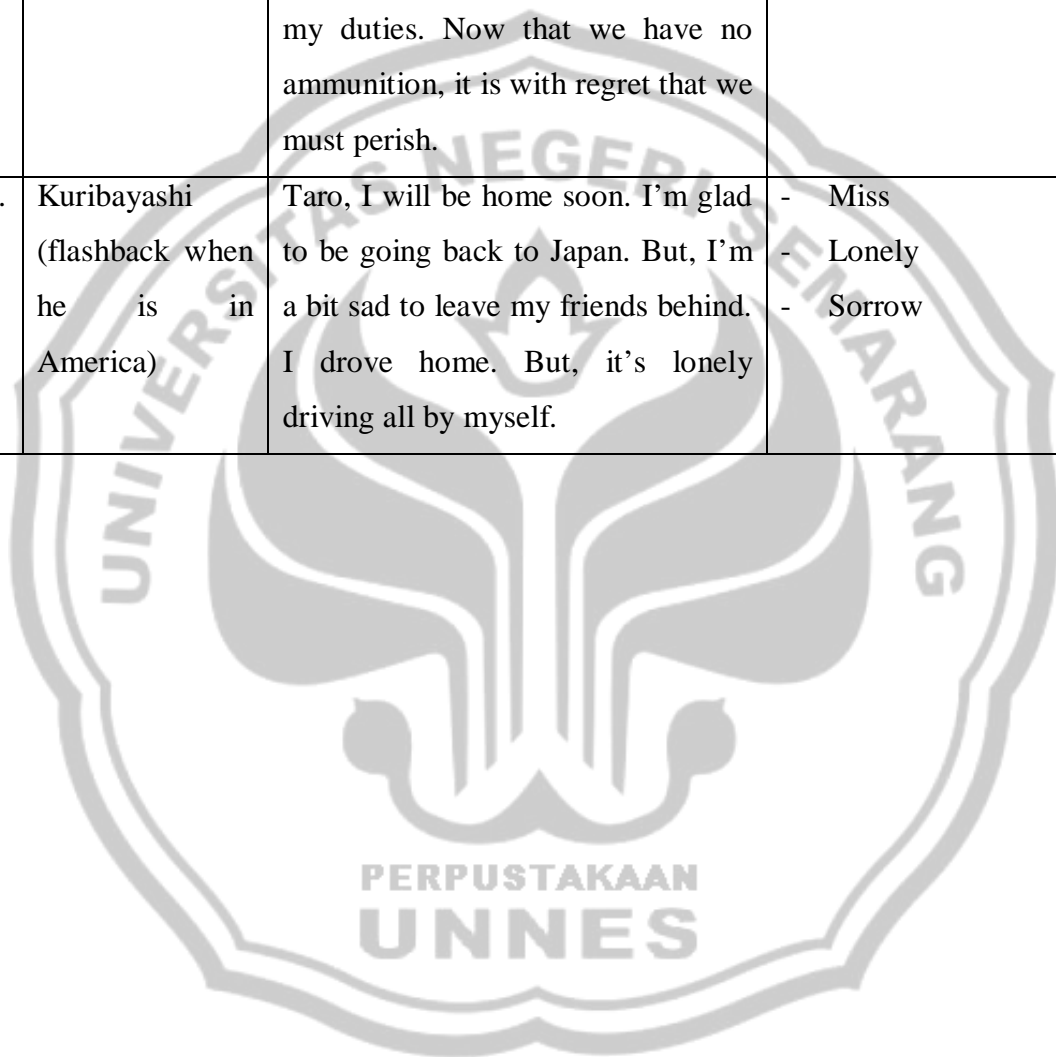 my duties. Now that we have no
ammunition, it is with regret that we
must perish.
. Kuribayashi Taro, I will be home soon. I’m glad - Miss
(flashback when to be going back to Japan. But, I’m - Lonely
he is in a bit sad to leave my friends behind. - Sorrow
America) I drove home. But, it’s lonely
driving all by myself.
UNIVERSITAS NEGERI SEMARANG
PERPUSTAKAAN
UNNES